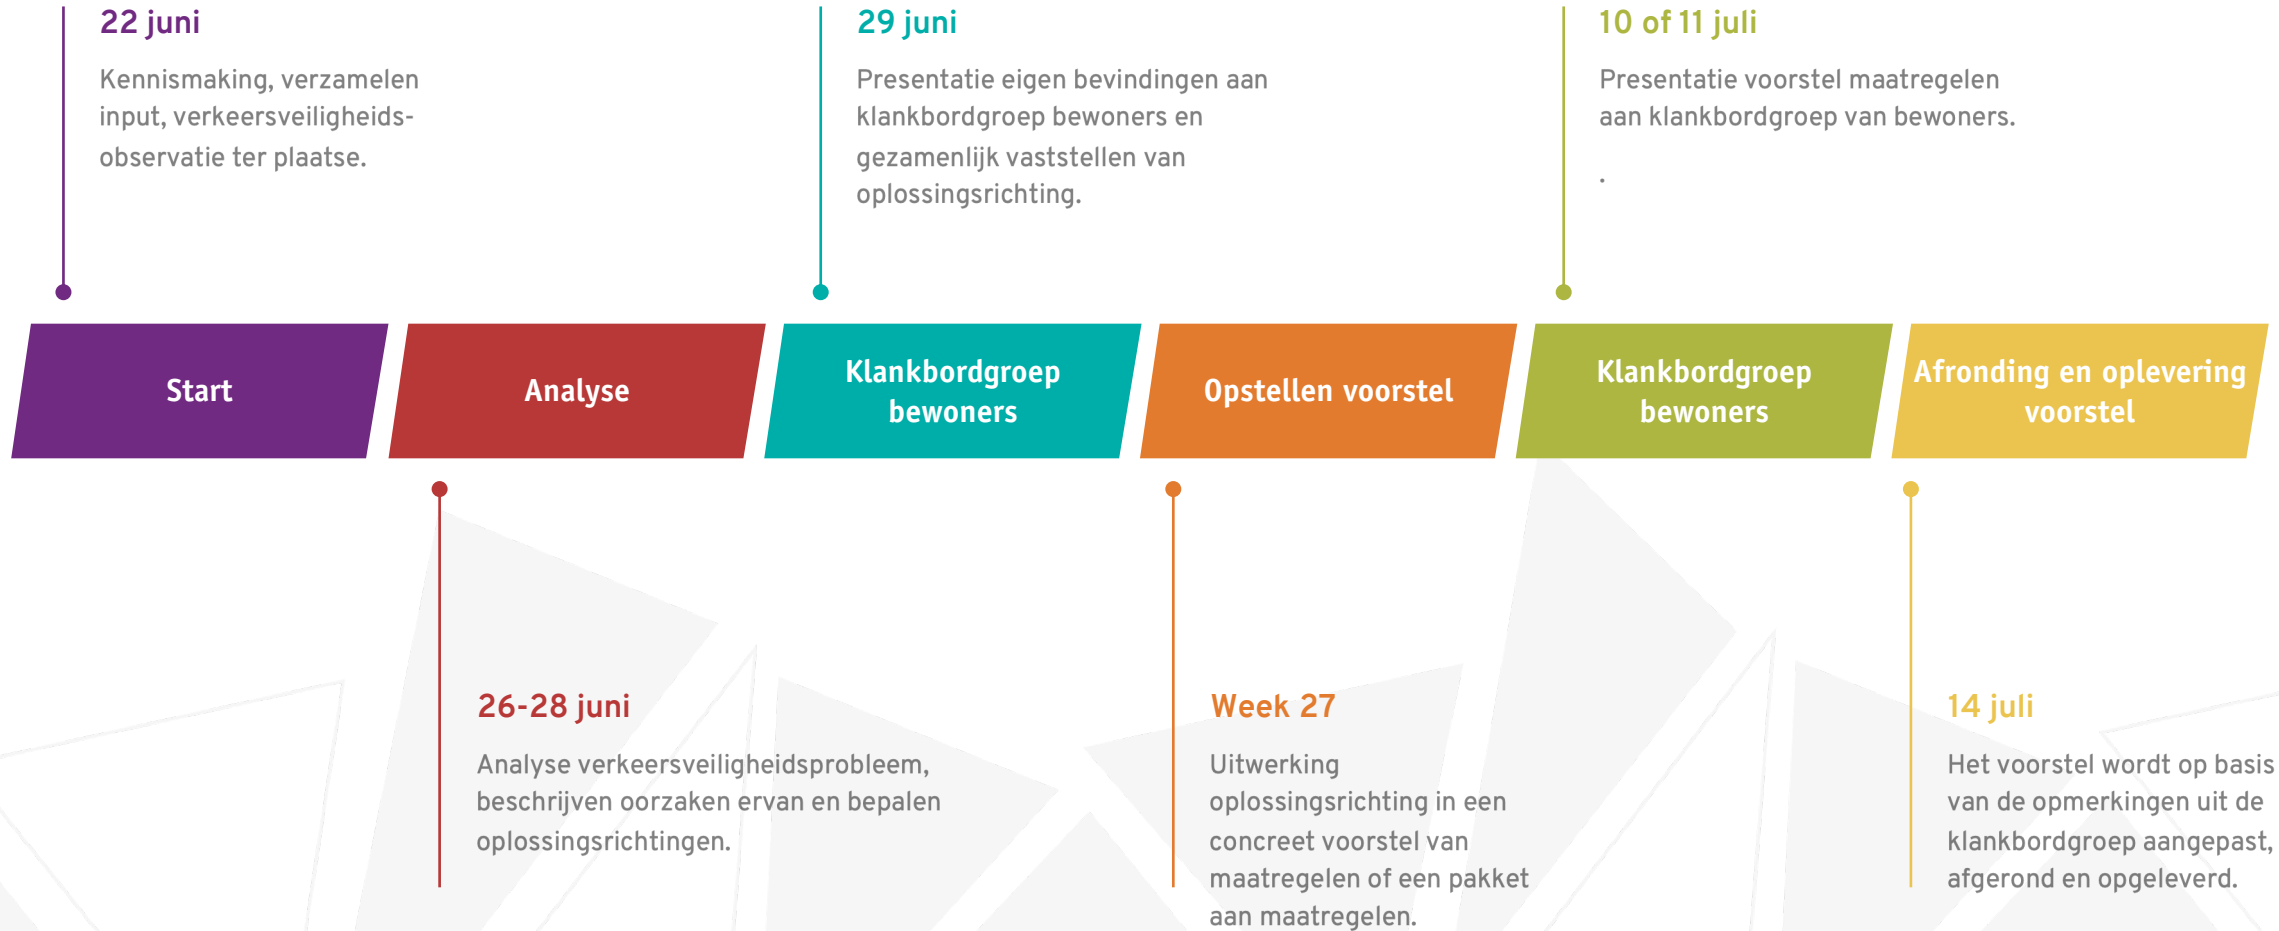 22 juni
Kennismaking, verzamelen
input, verkeersveiligheids-
observatie ter plaatse.
29 juni
Presentatie eigen bevindingen aan
klankbordgroep bewoners en
gezamenlijk vaststellen van
oplossingsrichting.
10 of 11 juli
Presentatie voorstel maatregelen
aan klankbordgroep van bewoners.
.
Start
Analyse
Klankbordgroep
bewoners
Opstellen voorstel
Klankbordgroep
bewoners
Afronding en oplevering
voorstel
26-28 juni
Analyse verkeersveiligheidsprobleem,
beschrijven oorzaken ervan en bepalen
oplossingsrichtingen.
Week 27
Uitwerking
oplossingsrichting in een
concreet voorstel van
maatregelen of een pakket
aan maatregelen.
14 juli
Het voorstel wordt op basis
van de opmerkingen uit de
klankbordgroep aangepast,
afgerond en opgeleverd.